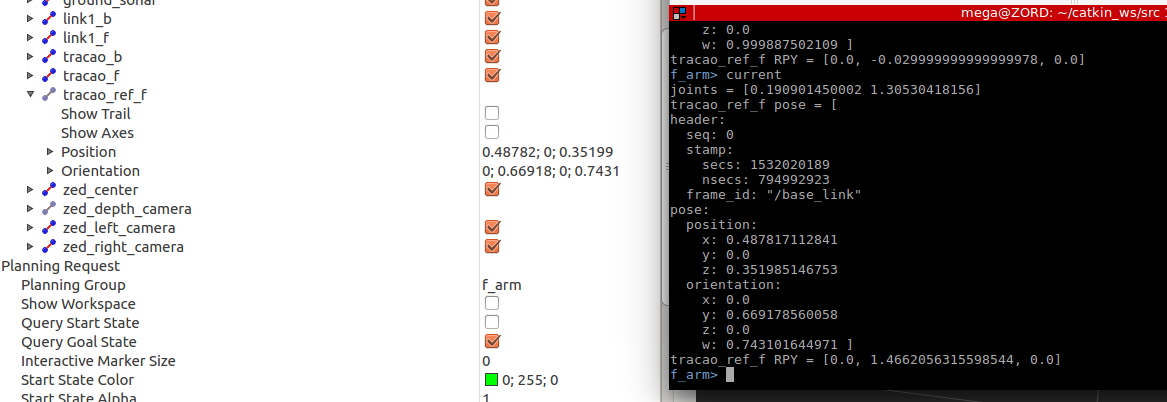 ground_sonar
link1_b
link1_f
tracao_b
tracao_f
tracao_ref_f
Show Trail
Show Axes
Position 0.48782; 0; 0.35199
Orientation 0; 0.66918; 0; 0.7431
zed_center
zed_depth_camera
zed_left_camera
zed_right_camera
Planning Request
Planning Group f_arm
Show Workspace
Query Start State
Query Goal State
Interactive Marker Size 0
Start State Color 0; 255; 0
Start State Alpha 1
mega@ZORD: ~/catkin_ws/src
z: 0.0
w: 0.999887502109 ]
tracao_ref_f RPY = [0.0, -0.029999999999999978, 0.0]
f_arm> current
joints = [0.190901450002 1.30530418156]
tracao_ref_f pose = [
header:
seq: 0
stamp:
secs: 1532020189
nsecs: 794992923
frame_id: "/base_link"
pose:
position:
x: 0.487817112841
y: 0.0
z: 0.351985146753
orientation:
x: 0.0
y: 0.669178560058
z: 0.0
w: 0.743101644971 ]
tracao_ref_f RPY = [0.0, 1.4662056315598544, 0.0]
f_arm>